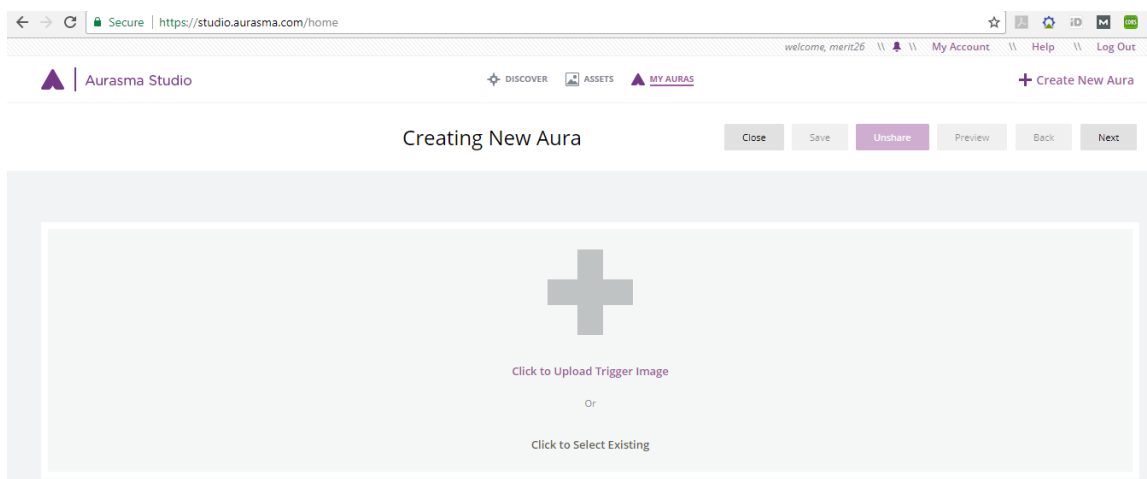 Secure | https://studio.aurasma.com/home
iD M CORS
welcome, merit26 \\ \\ My Account \\ Help \\ Log Out
Aurasma Studio DISCOVER ASSETS MY AURAS + Create New Aura
Creating New Aura Close Save Unshare Preview Back Next
Click to Upload Trigger Image
Or
Click to Select Existing